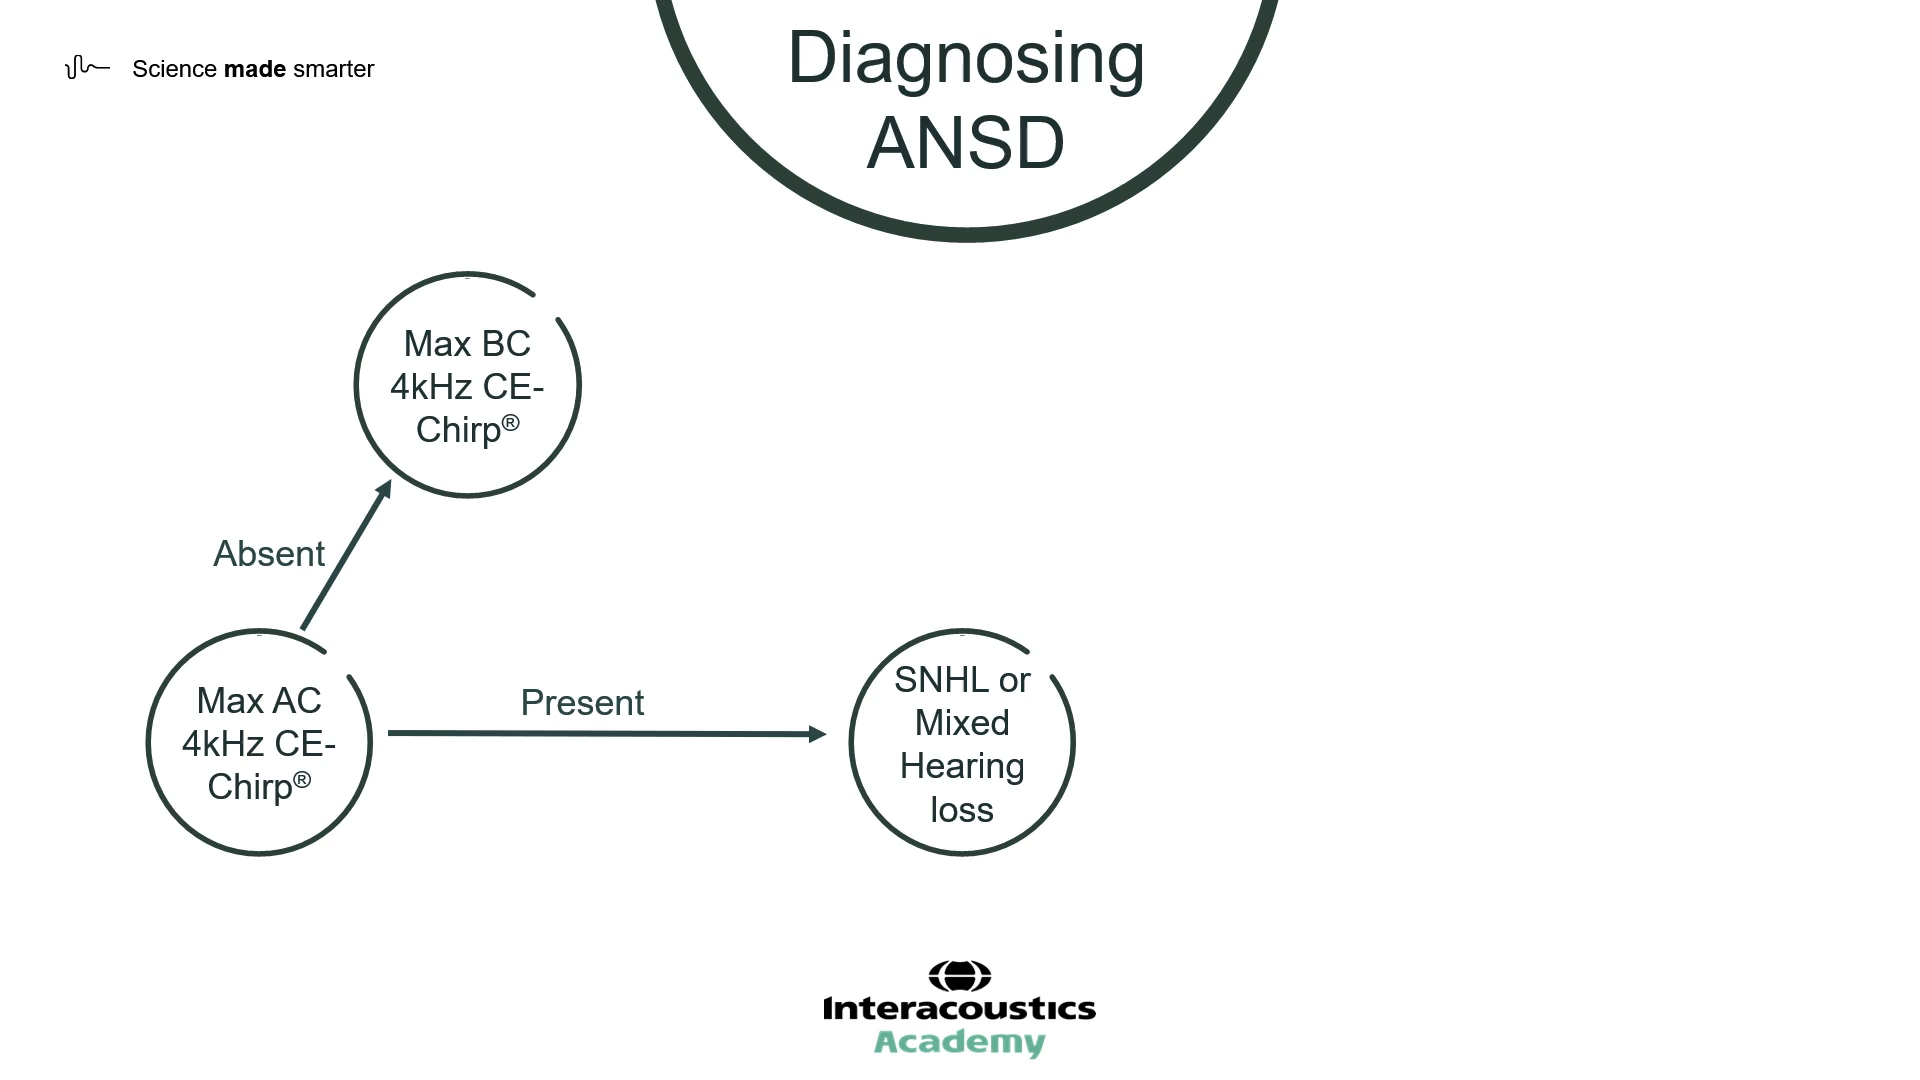 Science made smarter
Diagnosing
ANSD
Max BC
4kHz CE-
Chirp®
Absent
Max AC
4kHz CE-
Chirp®
Present
SNHL or
Mixed
Hearing
loss
Interacoustics
Academy